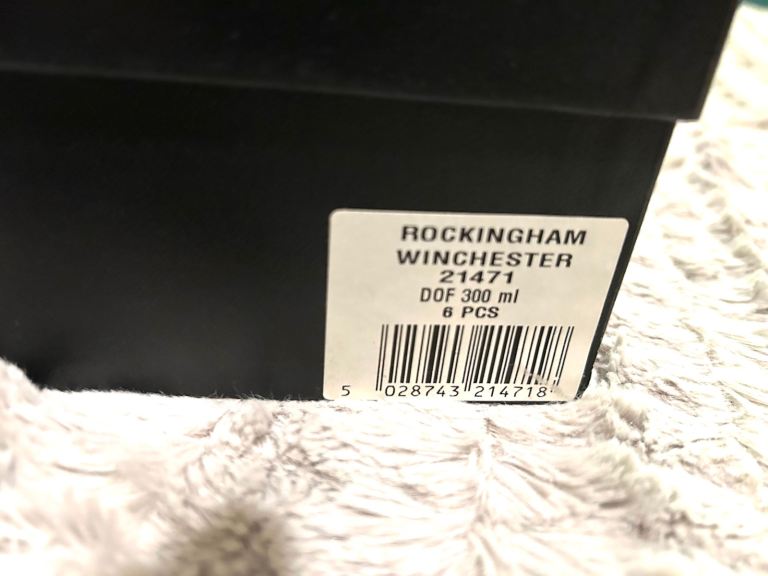 ROCKINGHAM
WINCHESTER
21471
DOF 300 ml
6 PCS
5 028743 214718